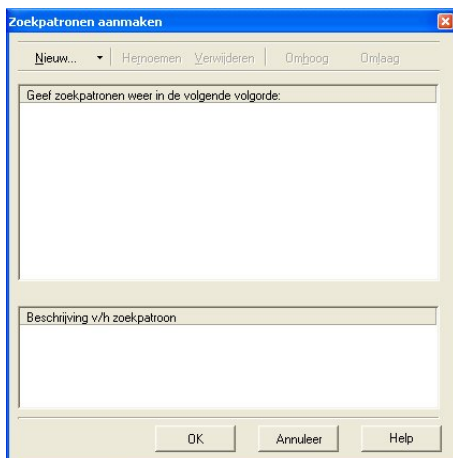 Zoekpatronen aanmaken
Nieuw... Hernoemen Verwijderen Omhoog Omlaag
Geef zoekpatronen weer in de volgende volgorde:
Beschrijving v/h zoekpatroon
OK Annuleer Help